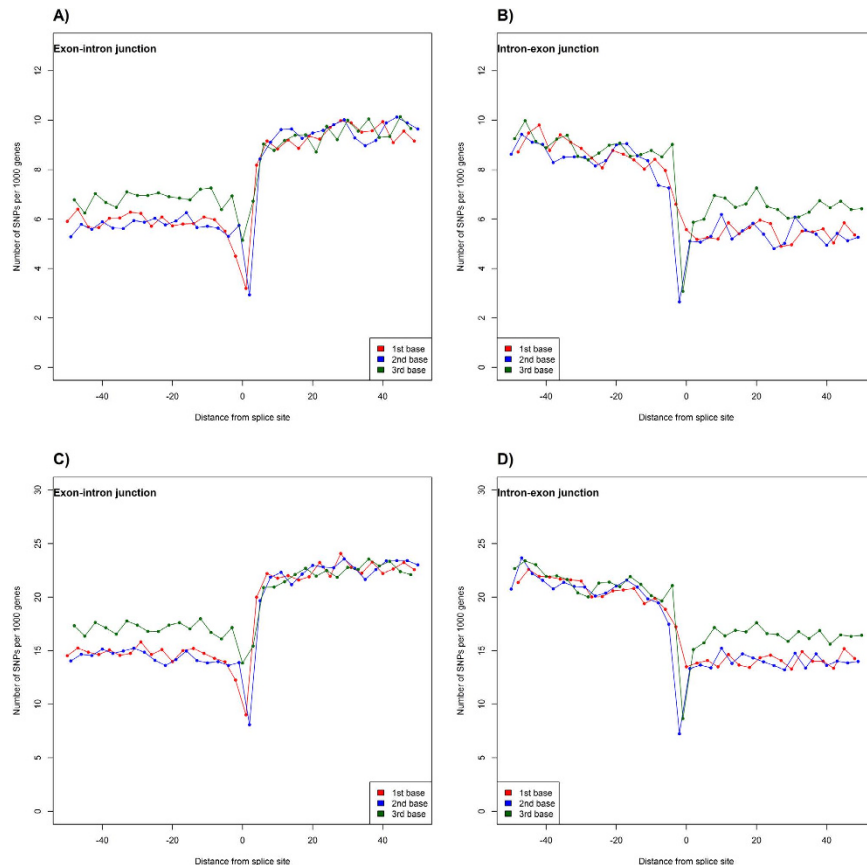 A)
Exon-intron junction
Number of SNPs per 1000 genes
0 2 4 6 8 10 12
-40 -20 0 20 40
Distance from splice site
1st base
2nd base
3rd base
B)
Intron-exon junction
Number of SNPs per 1000 genes
0 2 4 6 8 10 12
-40 -20 0 20 40
Distance from splice site
1st base
2nd base
3rd base
C)
Exon-intron junction
Number of SNPs per 1000 genes
0 5 10 15 20 25 30
-40 -20 0 20 40
Distance from splice site
1st base
2nd base
3rd base
D)
Intron-exon junction
Number of SNPs per 1000 genes
0 5 10 15 20 25 30
-40 -20 0 20 40
Distance from splice site
1st base
2nd base
3rd base